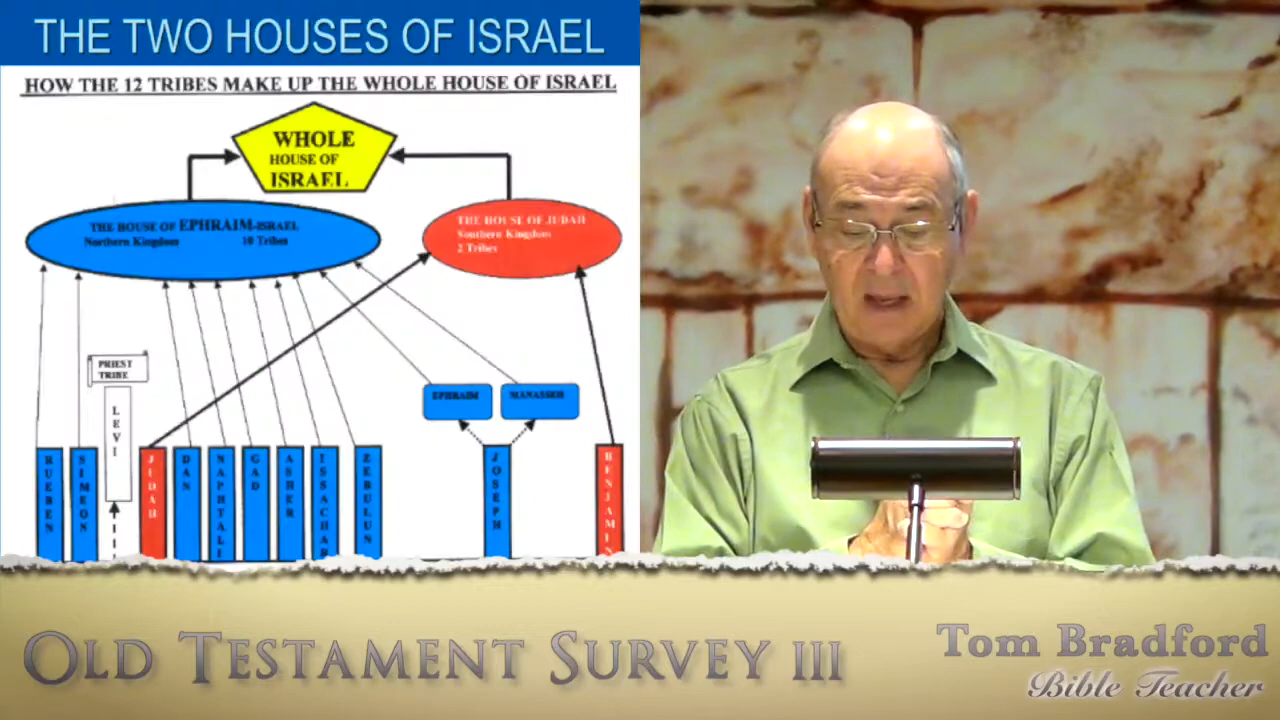 THE TWO HOUSES OF ISRAEL
HOW THE 12 TRIBES MAKE UP THE WHOLE HOUSE OF ISRAEL
WHOLE
HOUSE OF
ISRAEL
THE HOUSE OF EPHRAIM-ISRAEL
Northern Kingdom 10 Tribes
THE HOUSE OF JUDAH
Southern Kingdom
2 Tribes
PRIEST
TRIBE
EPHRAIM
MANASSEH
RUEBEN
SIMEON
LEVI
JUDAH
DAN
NAPHTALI
GAD
ASHER
ISSACHAR
ZEBULUN
JOSEPH
BENJAMIN
OLD TESTAMENT SURVEY III
Tom Bradford
Bible Teacher